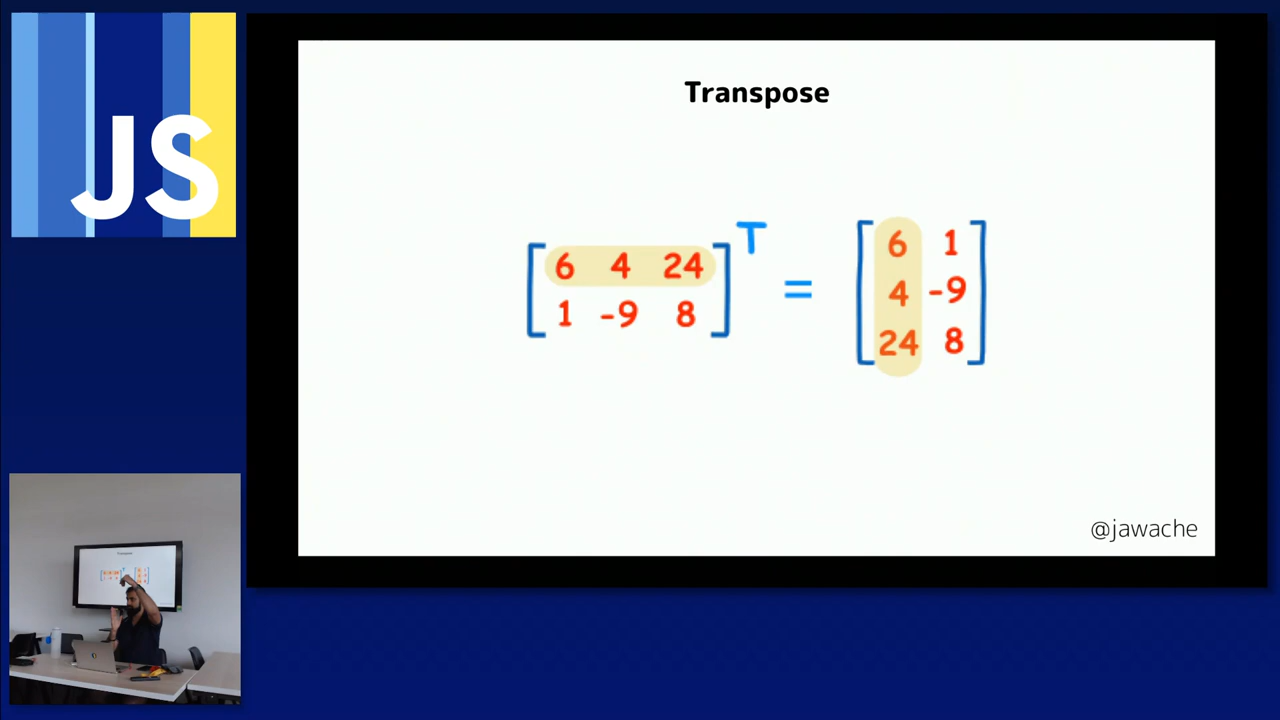 JS
Transpose
[6 4 24]T = [6 1]
[1 -9 8] [4 -9]
[24 8]
@jawache